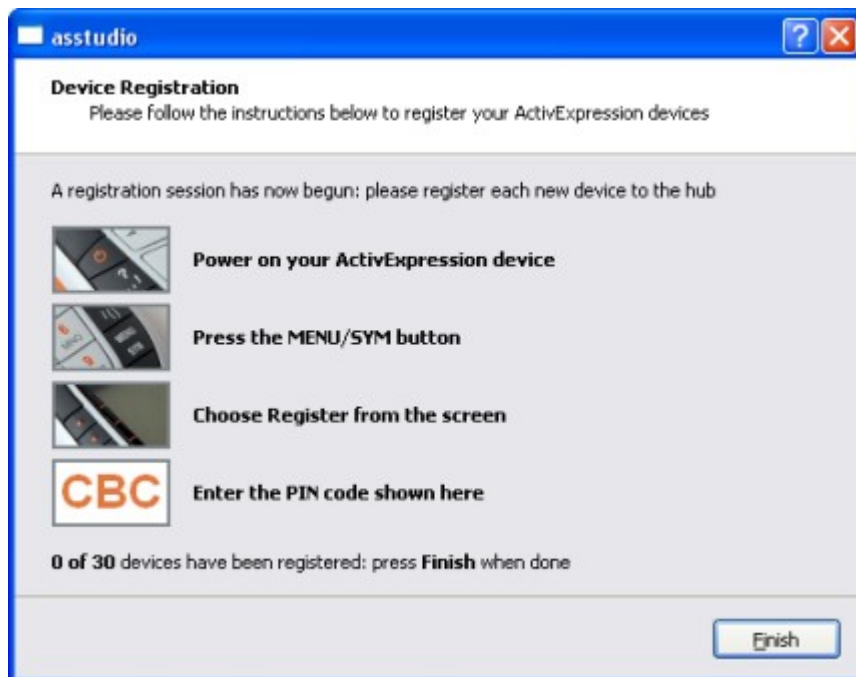 asstudio
Device Registration
Please follow the instructions below to register your ActivExpression devices
A registration session has now begun: please register each new device to the hub
Power on your ActivExpression device
MENU
SYM
Press the MENU/SYM button
Choose Register from the screen
CBC
Enter the PIN code shown here
0 of 30 devices have been registered: press Finish when done
Finish